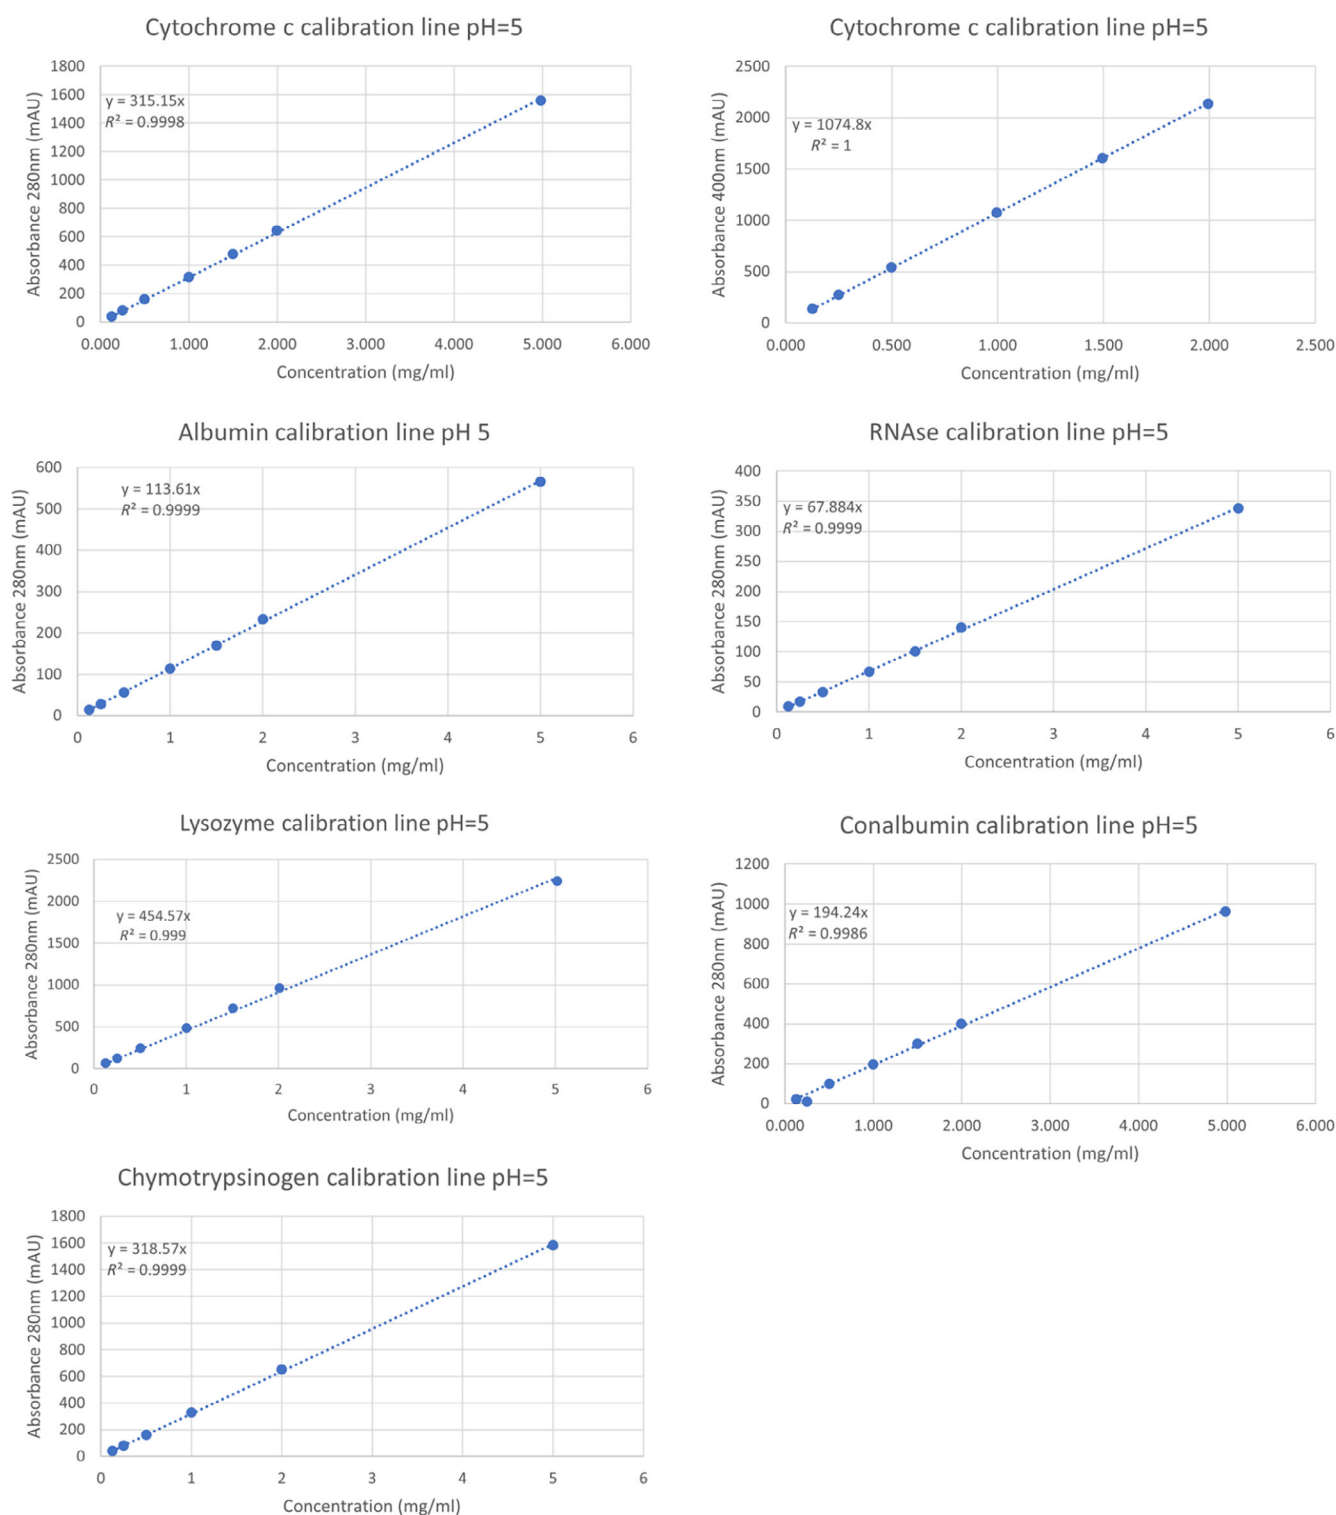 Cytochrome c calibration line pH=5
1800
1600
1400
1200
1000
800
600
400
200
0
y = 315.15x
R² = 0.9998
Absorbance 280nm (mAU)
0.000 1.000 2.000 3.000 4.000 5.000 6.000
Concentration (mg/ml)
Cytochrome c calibration line pH=5
2500
2000
1500
1000
500
0
y = 1074.8x
R² = 1
Absorbance 400nm (mAU)
0.000 0.500 1.000 1.500 2.000 2.500
Concentration (mg/ml)
Albumin calibration line pH 5
600
500
400
300
200
100
0
y = 113.61x
R² = 0.9999
Absorbance 280nm (mAU)
0 1 2 3 4 5 6
Concentration (mg/ml)
RNAse calibration line pH=5
400
350
300
250
200
150
100
50
0
y = 67.884x
R² = 0.9999
Absorbance 280nm (mAU)
0 1 2 3 4 5 6
Concentration (mg/ml)
Lysozyme calibration line pH=5
2500
2000
1500
1000
500
0
y = 454.57x
R² = 0.999
Absorbance 280nm (mAU)
0 1 2 3 4 5 6
Concentration (mg/ml)
Conalbumin calibration line pH=5
1200
1000
800
600
400
200
0
y = 194.24x
R² = 0.9986
Absorbance 280nm (mAU)
0.000 1.000 2.000 3.000 4.000 5.000 6.000
Concentration (mg/ml)
Chymotrypsinogen calibration line pH=5
1800
1600
1400
1200
1000
800
600
400
200
0
y = 318.57x
R² = 0.9999
Absorbance 280nm (mAU)
0 1 2 3 4 5 6
Concentration (mg/ml)